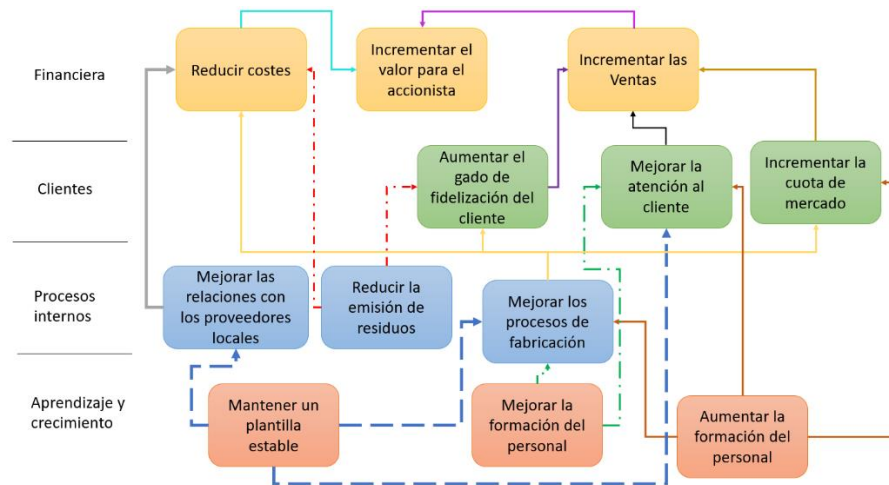 Financiera
Reducir costes
Incrementar el
valor para el
accionista
Incrementar las
Ventas
Clientes
Aumentar el
gado de
fidelización del
cliente
Mejorar la
atención al
cliente
Incrementar la
cuota de
mercado
Procesos
internos
Mejorar las
relaciones con
los proveedores
locales
Reducir la
emisión de
residuos
Mejorar los
procesos de
fabricación
Aprendizaje y
crecimiento
Mantener un
plantilla
estable
Mejorar la
formación del
personal
Aumentar la
formación del
personal